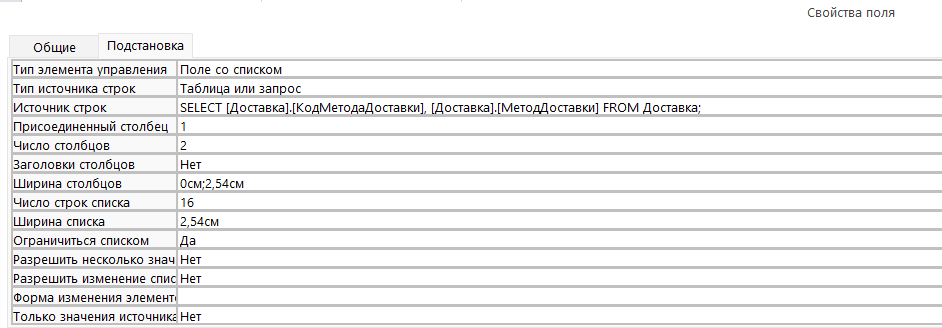 Свойства поля
Общие Подстановка
Тип элемента управления Поле со списком
Тип источника строк Таблица или запрос
Источник строк SELECT [Доставка].[КодМетодаДоставки], [Доставка].[МетодДоставки] FROM Доставка;
Присоединенный столбец 1
Число столбцов 2
Заголовки столбцов Нет
Ширина столбцов 0см;2,54см
Число строк списка 16
Ширина списка 2,54см
Ограничиться списком Да
Разрешить несколько знач Нет
Разрешить изменение спис Нет
Форма изменения элементо
Только значения источника Нет